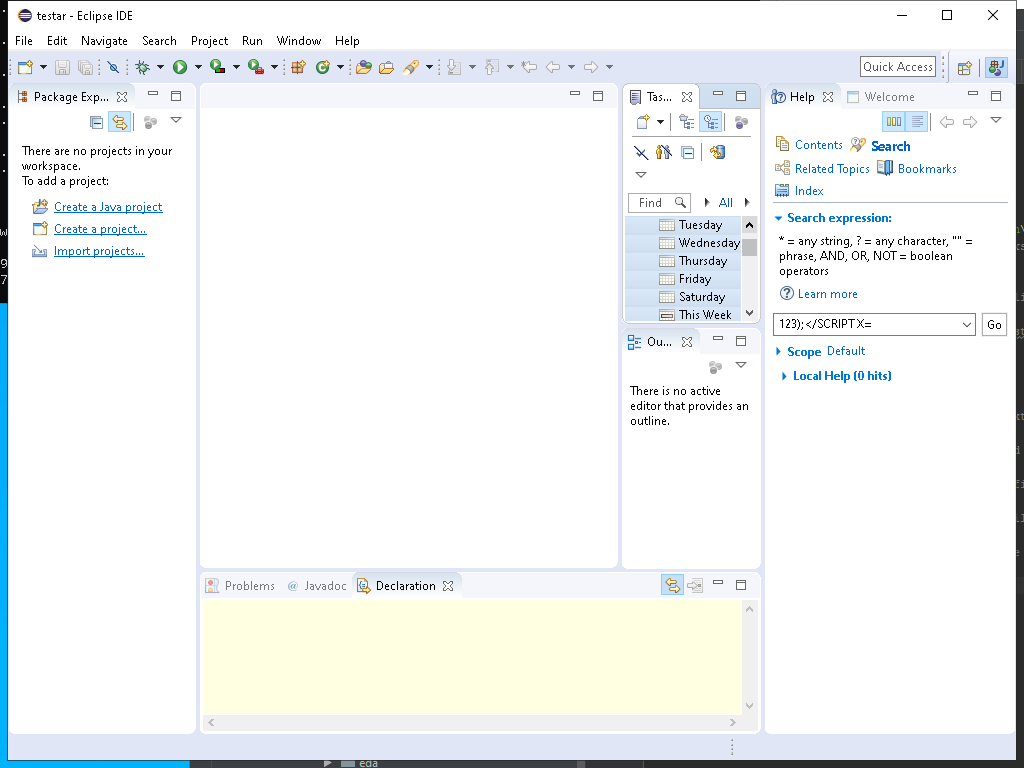 testar - Eclipse IDE
File Edit Navigate Search Project Run Window Help
Quick Access
Package Exp...
There are no projects in your
workspace.
To add a project:
Create a Java project
Create a project...
Import projects...
Tas...
Find
All
Tuesday
Wednesday
Thursday
Friday
Saturday
This Week
Ou...
There is no active
editor that provides an
outline.
Help
Welcome
Contents
Search
Related Topics
Bookmarks
Index
Search expression:
* = any string, ? = any character, "" =
phrase, AND, OR, NOT = boolean
operators
Learn more
123);</SCRIPTX=
Go
Scope Default
Local Help (0 hits)
Problems
@ Javadoc
Declaration
eda